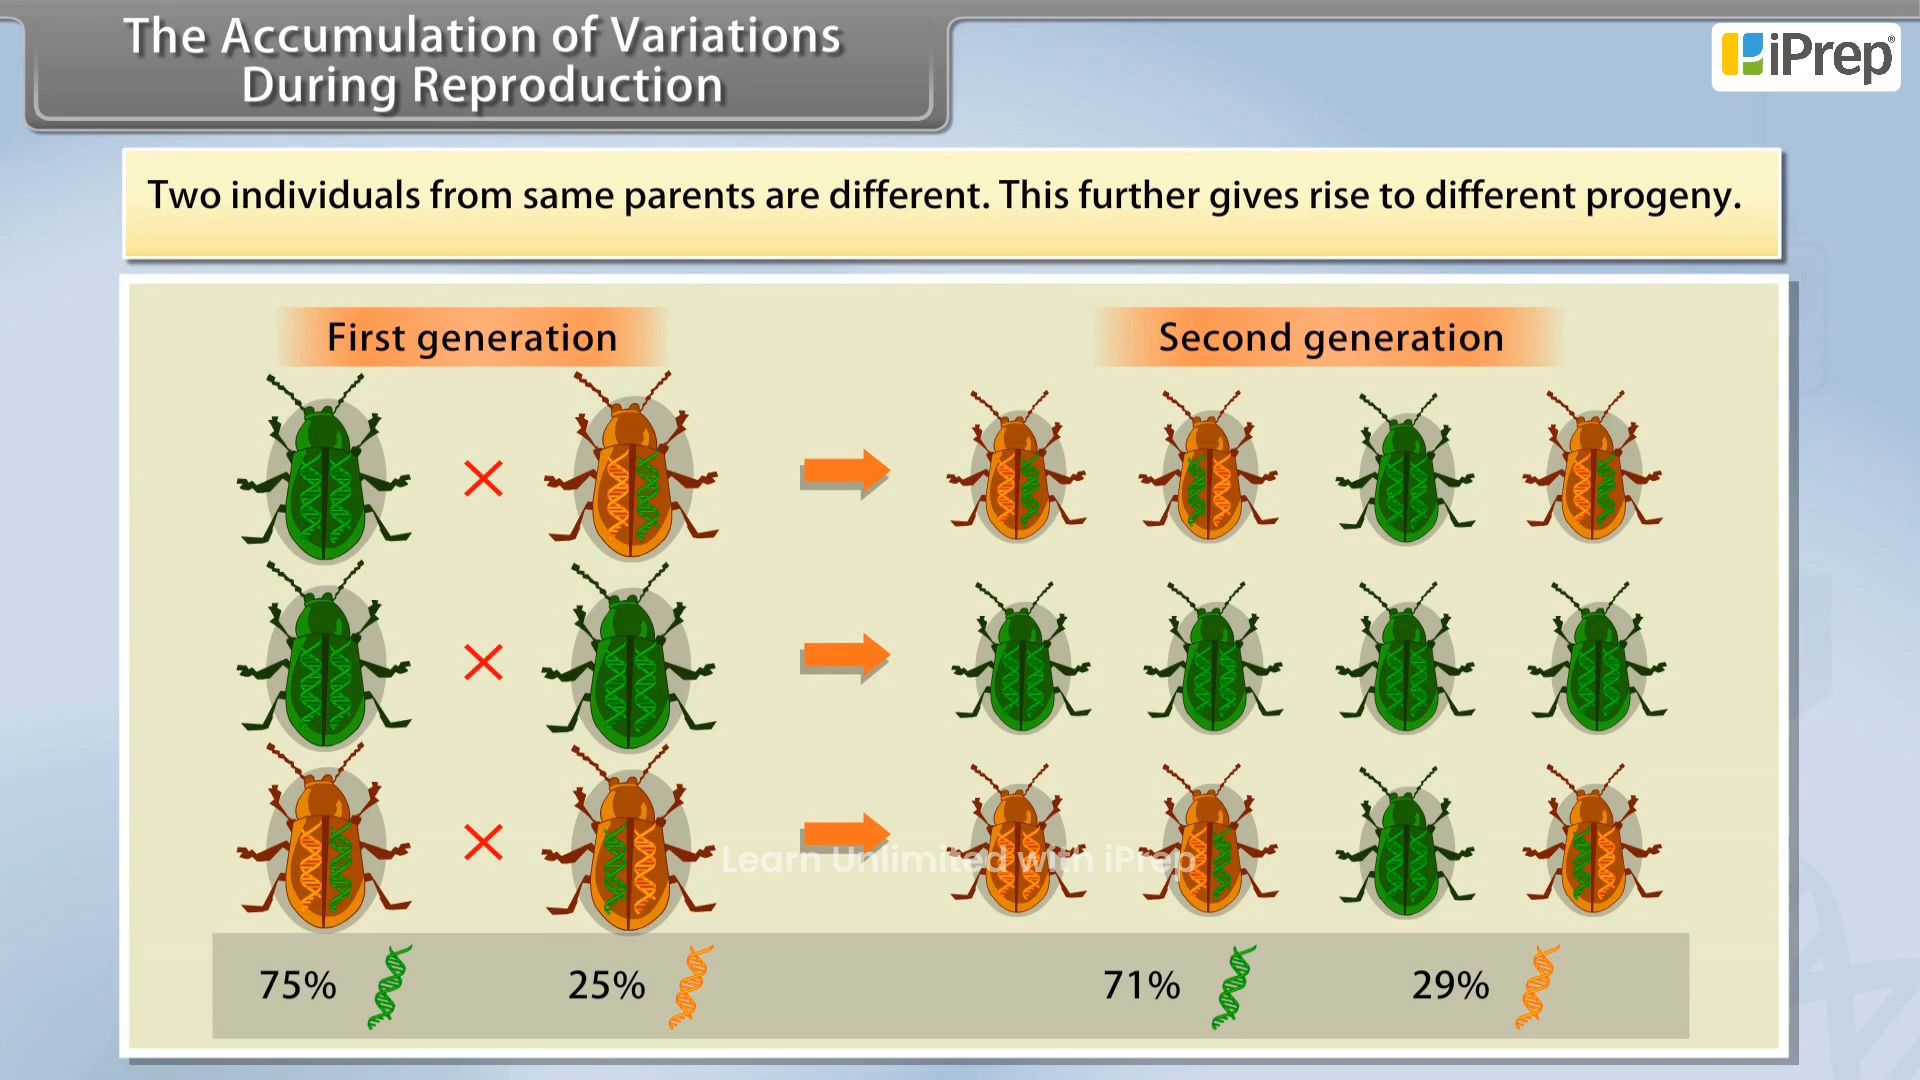 The Accumulation of Variations
During Reproduction
iPrep®
Two individuals from same parents are different. This further gives rise to different progeny.
First generation
Second generation
Learn Unlimited with iPrep
75%
25%
71%
29%